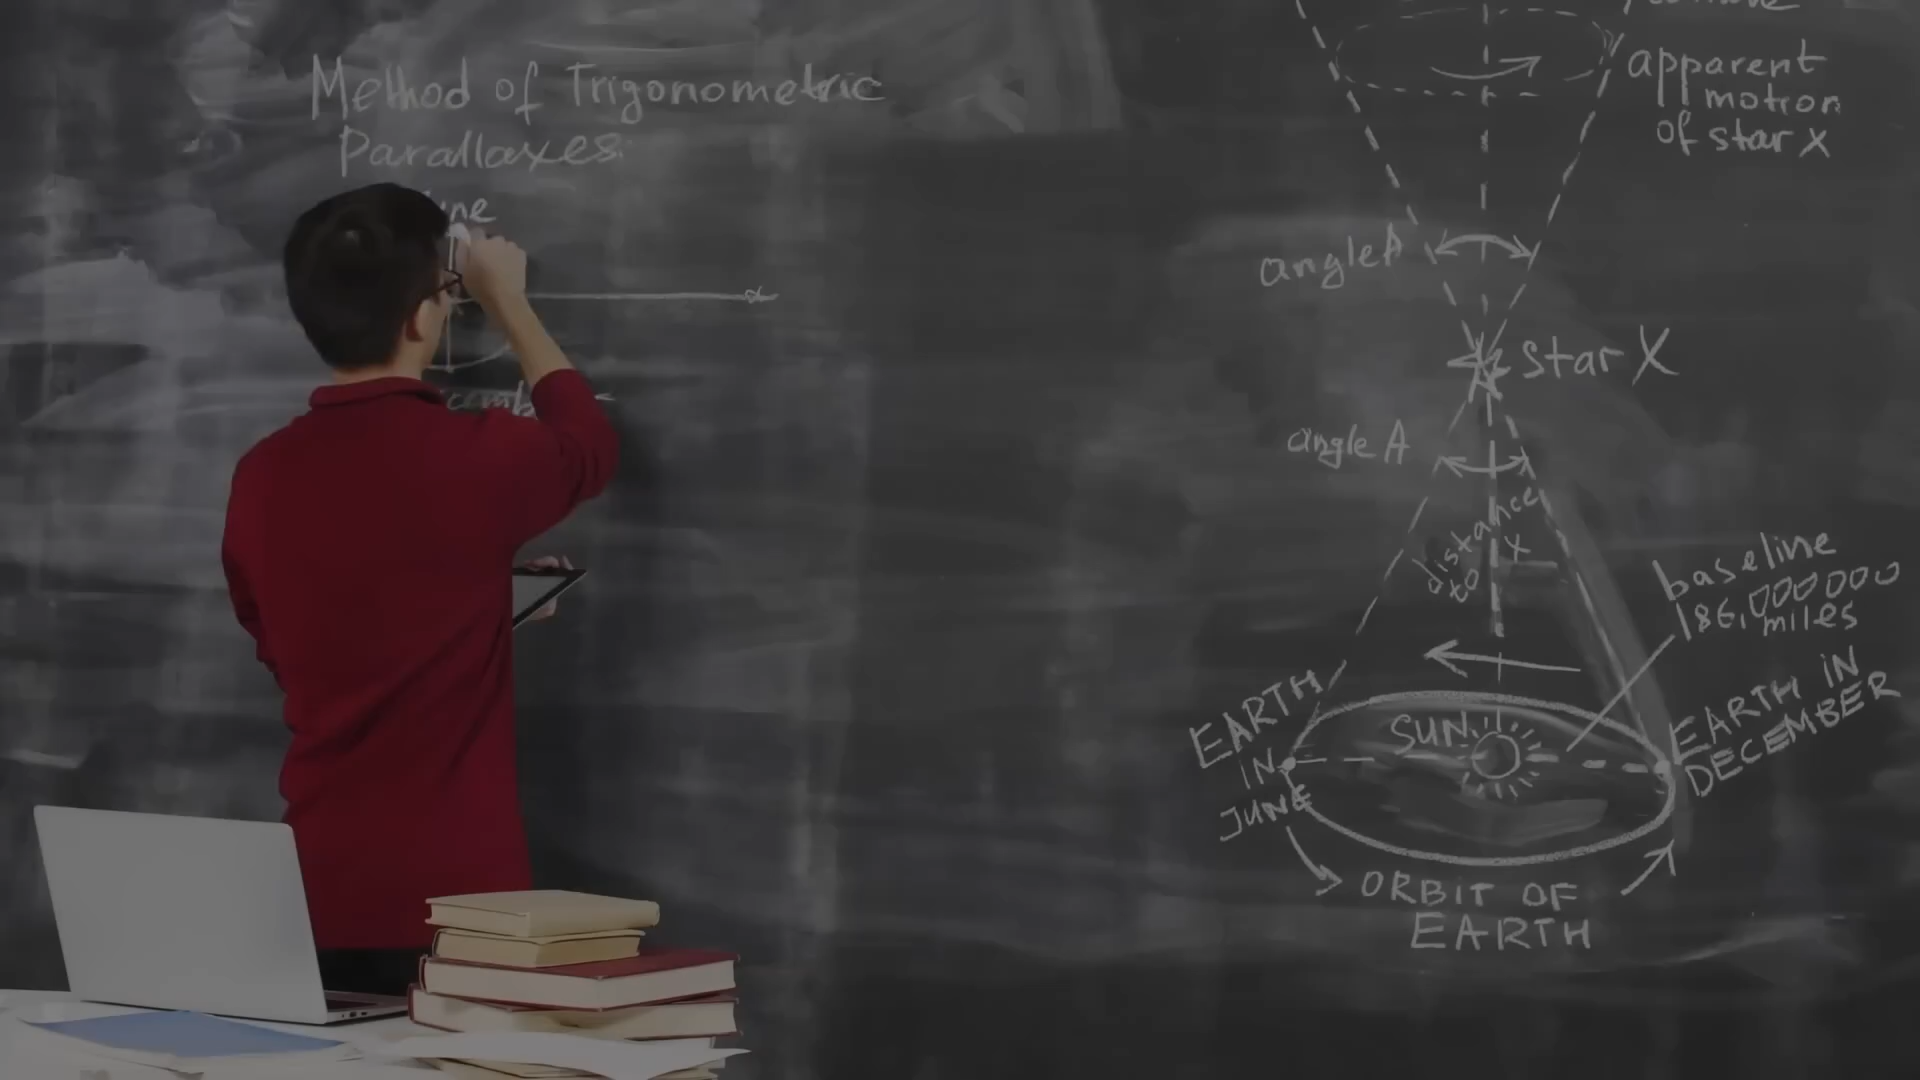 Method of Trigonometric
Parallaxes:
apparent
motion
of star X
angle A
star X
angle A
distance
to X
baseline
186,000000
miles
EARTH
IN
JUNE
SUN
EARTH IN
DECEMBER
ORBIT OF
EARTH